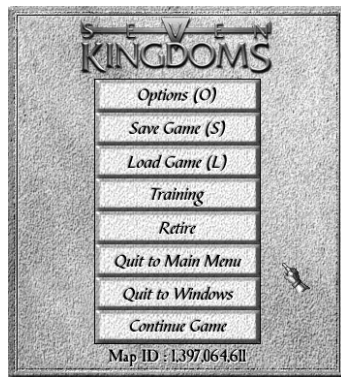 SEVEN
KINGDOMS
Options (O)
Save Game (S)
Load Game (L)
Training
Retire
Quit to Main Menu
Quit to Windows
Continue Game
Map ID : 1,397,064,611